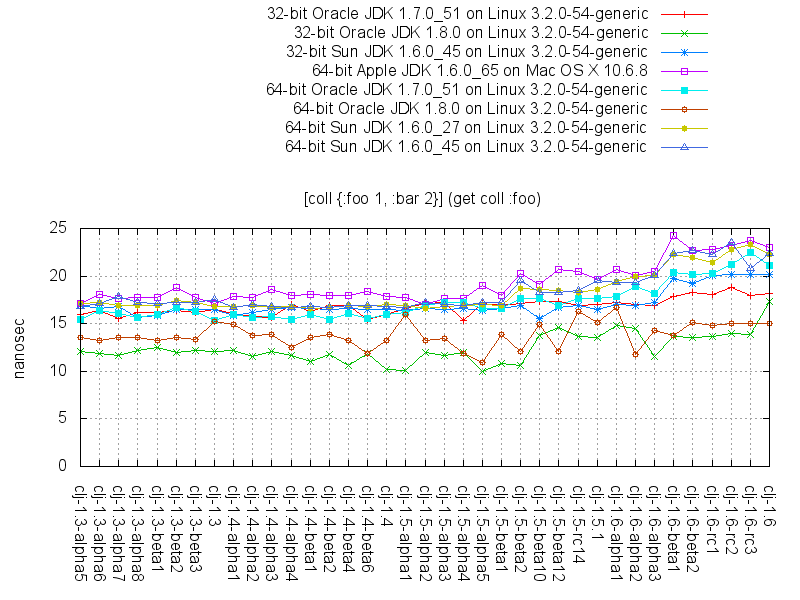 32-bit Oracle JDK 1.7.0_51 on Linux 3.2.0-54-generic
32-bit Oracle JDK 1.8.0 on Linux 3.2.0-54-generic
32-bit Sun JDK 1.6.0_45 on Linux 3.2.0-54-generic
64-bit Apple JDK 1.6.0_65 on Mac OS X 10.6.8
64-bit Oracle JDK 1.7.0_51 on Linux 3.2.0-54-generic
64-bit Oracle JDK 1.8.0 on Linux 3.2.0-54-generic
64-bit Sun JDK 1.6.0_27 on Linux 3.2.0-54-generic
64-bit Sun JDK 1.6.0_45 on Linux 3.2.0-54-generic
[coll {:foo 1, :bar 2}] (get coll :foo)
25
20
15
10
5
0
nanosec
clj-1.3-alpha5
clj-1.3-alpha6
clj-1.3-alpha7
clj-1.3-alpha8
clj-1.3-beta1
clj-1.3-beta2
clj-1.3-beta3
clj-1.3
clj-1.4-alpha1
clj-1.4-alpha2
clj-1.4-alpha3
clj-1.4-alpha4
clj-1.4-beta1
clj-1.4-beta2
clj-1.4-beta4
clj-1.4-beta6
clj-1.4
clj-1.5-alpha1
clj-1.5-alpha2
clj-1.5-alpha3
clj-1.5-alpha4
clj-1.5-alpha5
clj-1.5-beta1
clj-1.5-beta2
clj-1.5-beta10
clj-1.5-beta12
clj-1.5-rc14
clj-1.5.1
clj-1.6-alpha1
clj-1.6-alpha2
clj-1.6-alpha3
clj-1.6-beta1
clj-1.6-beta2
clj-1.6-rc1
clj-1.6-rc2
clj-1.6-rc3
clj-1.6